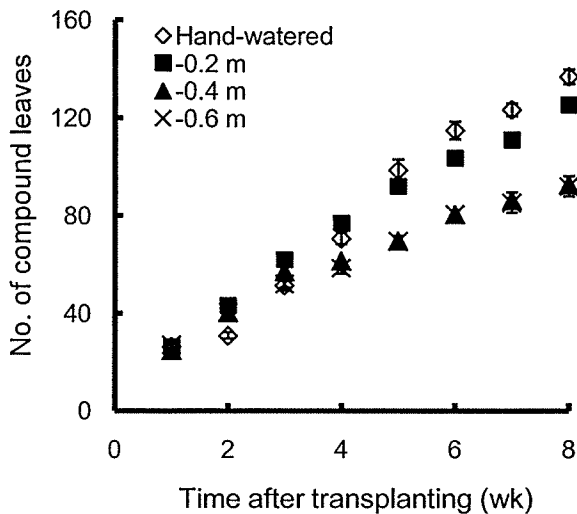 160
120
80
40
0
No. of compound leaves
Hand-watered
-0.2 m
-0.4 m
-0.6 m
0 2 4 6 8
Time after transplanting (wk)